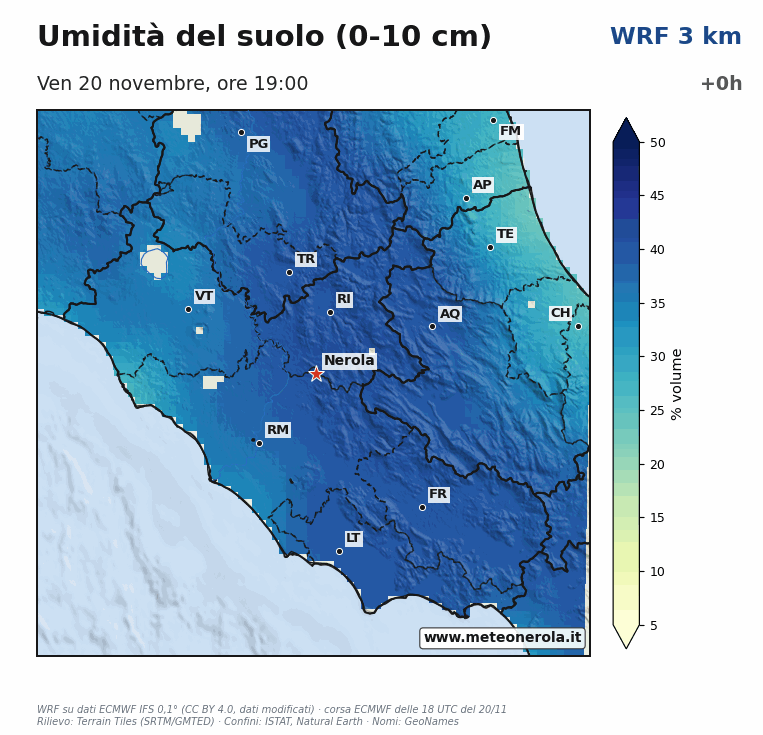 Umidità del suolo (0-10 cm)
WRF 3 km
Ven 20 novembre, ore 19:00
+0h
FM
PG
AP
TE
TR
VT
RI
AQ
CH
Nerola
RM
FR
LT
www.meteonerola.it
50
45
40
35
30
25
20
15
10
5
% volume
WRF su dati ECMWF IFS 0,1° (CC BY 4.0, dati modificati) · corsa ECMWF delle 18 UTC del 20/11
Rilievo: Terrain Tiles (SRTM/GMTED) · Confini: ISTAT, Natural Earth · Nomi: GeoNames